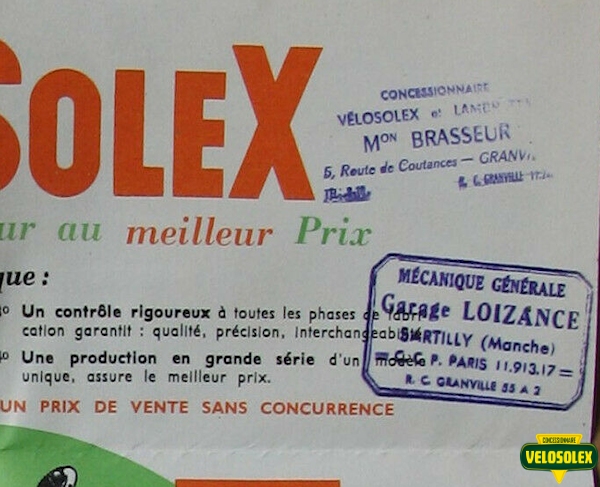 SOLEX
CONCESSIONNAIRE
VÉLOSOLEX et
MON BRASSEUR
5, Route de Coutances — GRANV
R. C. GRANVILLE
ur au meilleur Prix
que :
Un contrôle rigoureux à toutes les phases de fabri-
cation garantit : qualité, précision, interchangeabilité.
Une production en grande série d'un modèle
unique, assure le meilleur prix.
UN PRIX DE VENTE SANS CONCURRENCE
MÉCANIQUE GÉNÉRALE
Garage LOIZANCE
SARTILLY (Manche)
= C. C. P. PARIS 11.913.17 =
R. C. GRANVILLE 55 A 2
CONCESSIONNAIRE
VELOSOLEX